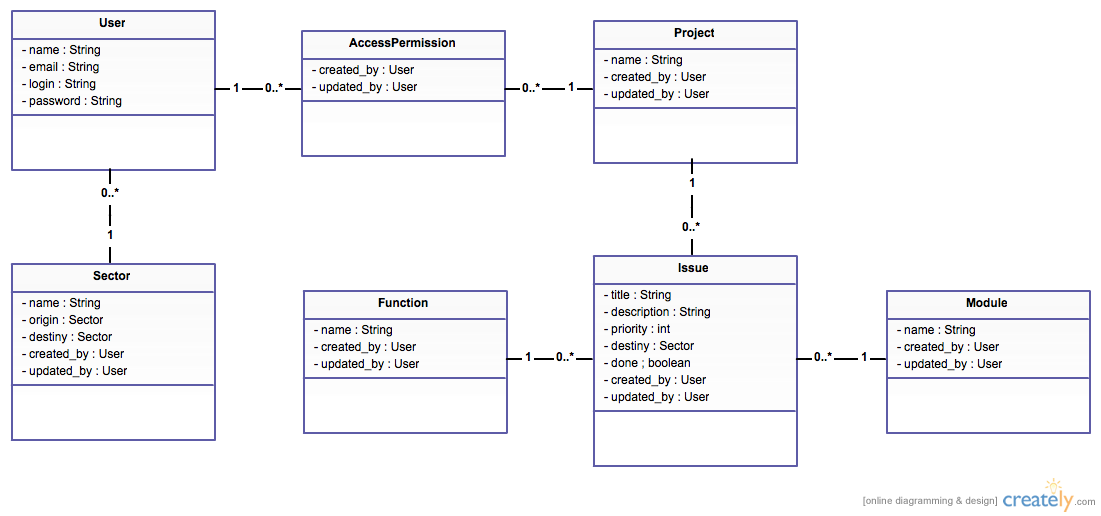 User
- name : String
- email : String
- login : String
- password : String
1
0..*
AccessPermission
- created_by : User
- updated_by : User
0..*
1
Project
- name : String
- created_by : User
- updated_by : User
0..*
1
1
0..*
Sector
- name : String
- origin : Sector
- destiny : Sector
- created_by : User
- updated_by : User
Function
- name : String
- created_by : User
- updated_by : User
1
0..*
Issue
- title : String
- description : String
- priority : int
- destiny : Sector
- done ; boolean
- created_by : User
- updated_by : User
0..*
1
Module
- name : String
- created_by : User
- updated_by : User
[online diagramming & design] creately.com